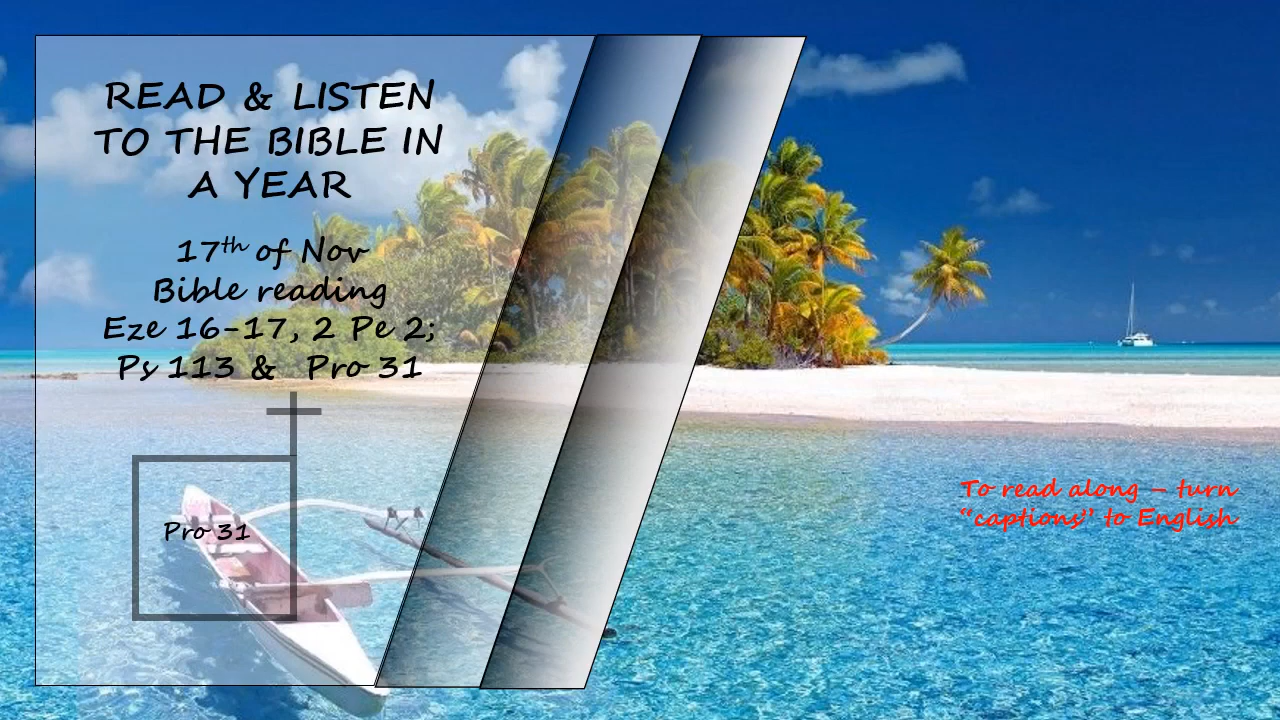 READ & LISTEN
TO THE BIBLE IN
A YEAR
17th of Nov
Bible reading
Eze 16-17, 2 Pe 2;
Ps 113 & Pro 31
Pro 31
To read along – turn
“captions” to English